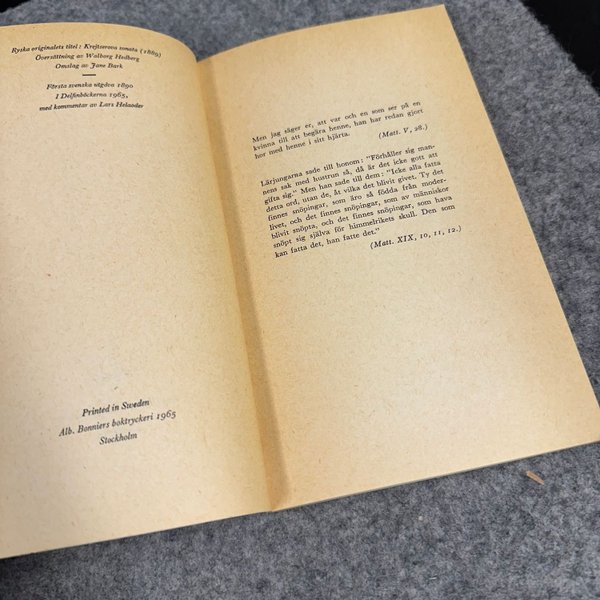 Ryska originalets titel: Krejtserova sonata (1889)
Översättning av Walborg Hedberg
Omslag av Jane Bark
Första svenska utgåva 1890
I Delfinböckerna 1965,
med kommentar av Lars Helander
Printed in Sweden
Alb. Bonniers boktryckeri 1965
Stockholm
Men jag säger er, att var och en som ser på en
kvinna till att begära henne, han har redan gjort
hor med henne i sitt hjärta.
(Matt. V, 28.)
Lärjungarna sade till honom: "Förhåller sig man-
nens sak med hustrun så, då är det icke gott att
gifta sig." Men han sade till dem: "Icke alla fatta
detta ord, utan de, åt vilka det blivit givet. Ty det
finnes snöpingar, som äro så födda från moder-
livet, och det finnes snöpingar, som av människor
blivit snöpta, och det finnes snöpingar, som hava
snöpt sig själva för himmelrikets skull. Den som
kan fatta det, han fatte det."
(Matt. XIX, 10, 11, 12.)